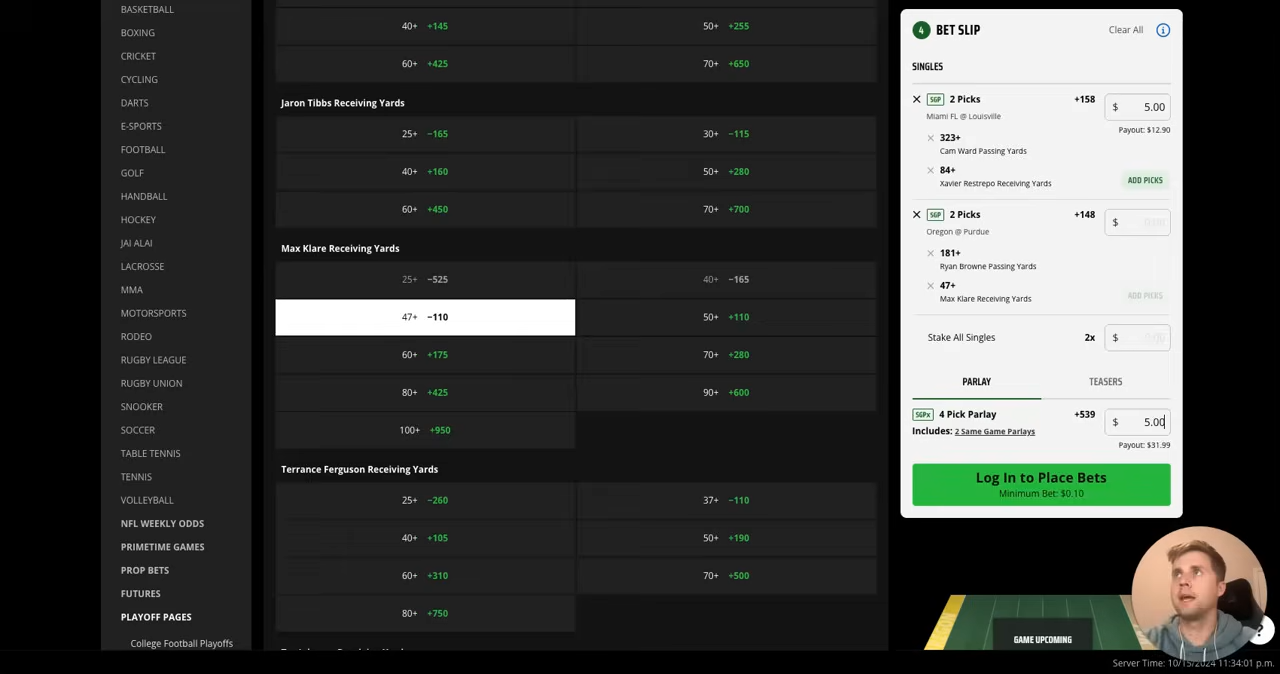 BASKETBALL
BOXING
CRICKET
CYCLING
DARTS
E-SPORTS
FOOTBALL
GOLF
HANDBALL
HOCKEY
JAI ALAI
LACROSSE
MMA
MOTORSPORTS
RODEO
RUGBY LEAGUE
RUGBY UNION
SNOOKER
SOCCER
TABLE TENNIS
TENNIS
VOLLEYBALL
NFL WEEKLY ODDS
PRIMETIME GAMES
PROP BETS
FUTURES
PLAYOFF PAGES
College Football Playoffs
40+ +145 50+ +255
60+ +425 70+ +650
Jaron Tibbs Receiving Yards
25+ −165 30+ −115
40+ +160 50+ +280
60+ +450 70+ +700
Max Klare Receiving Yards
25+ −525 40+ −165
47+ −110 50+ +110
60+ +175 70+ +280
80+ +425 90+ +600
100+ +950
Terrance Ferguson Receiving Yards
25+ −260 37+ −110
40+ +105 50+ +190
60+ +310 70+ +500
80+ +750
4 BET SLIP Clear All i
SINGLES
SGP 2 Picks +158 $ 5.00
Miami FL @ Louisville
Payout: $12.90
323+
Cam Ward Passing Yards
84+
Xavier Restrepo Receiving Yards
ADD PICKS
SGP 2 Picks +148 $ 0.00
Oregon @ Purdue
181+
Ryan Browne Passing Yards
47+
Max Klare Receiving Yards
ADD PICKS
Stake All Singles 2x $ 0.00
PARLAY TEASERS
SGPx 4 Pick Parlay +539 $ 5.00
Includes: 2 Same Game Parlays
Payout: $31.99
Log In to Place Bets
Minimum Bet: $0.10
GAME UPCOMING
?
Server Time: 10/15/2024 11:34:01 p.m.